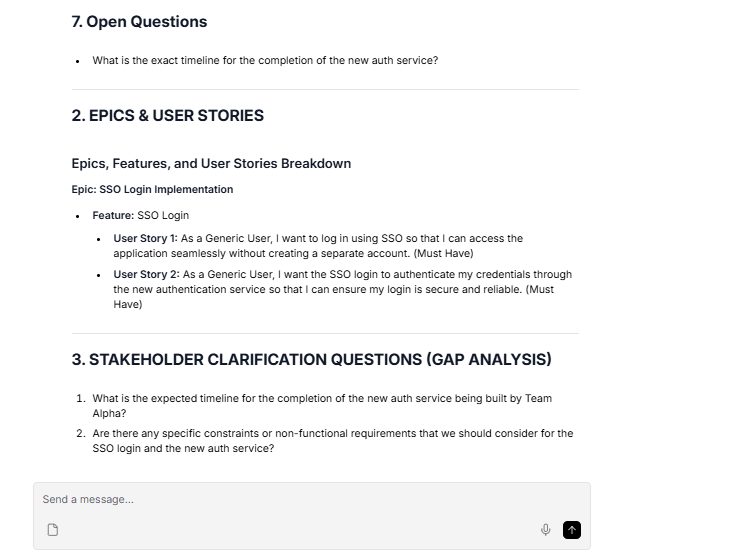 7. Open Questions
• What is the exact timeline for the completion of the new auth service?
2. EPICS & USER STORIES
Epics, Features, and User Stories Breakdown
Epic: SSO Login Implementation
• Feature: SSO Login
• User Story 1: As a Generic User, I want to log in using SSO so that I can access the
application seamlessly without creating a separate account. (Must Have)
• User Story 2: As a Generic User, I want the SSO login to authenticate my credentials through
the new authentication service so that I can ensure my login is secure and reliable. (Must
Have)
3. STAKEHOLDER CLARIFICATION QUESTIONS (GAP ANALYSIS)
1. What is the expected timeline for the completion of the new auth service being built by Team
Alpha?
2. Are there any specific constraints or non-functional requirements that we should consider for the
SSO login and the new auth service?
Send a message...